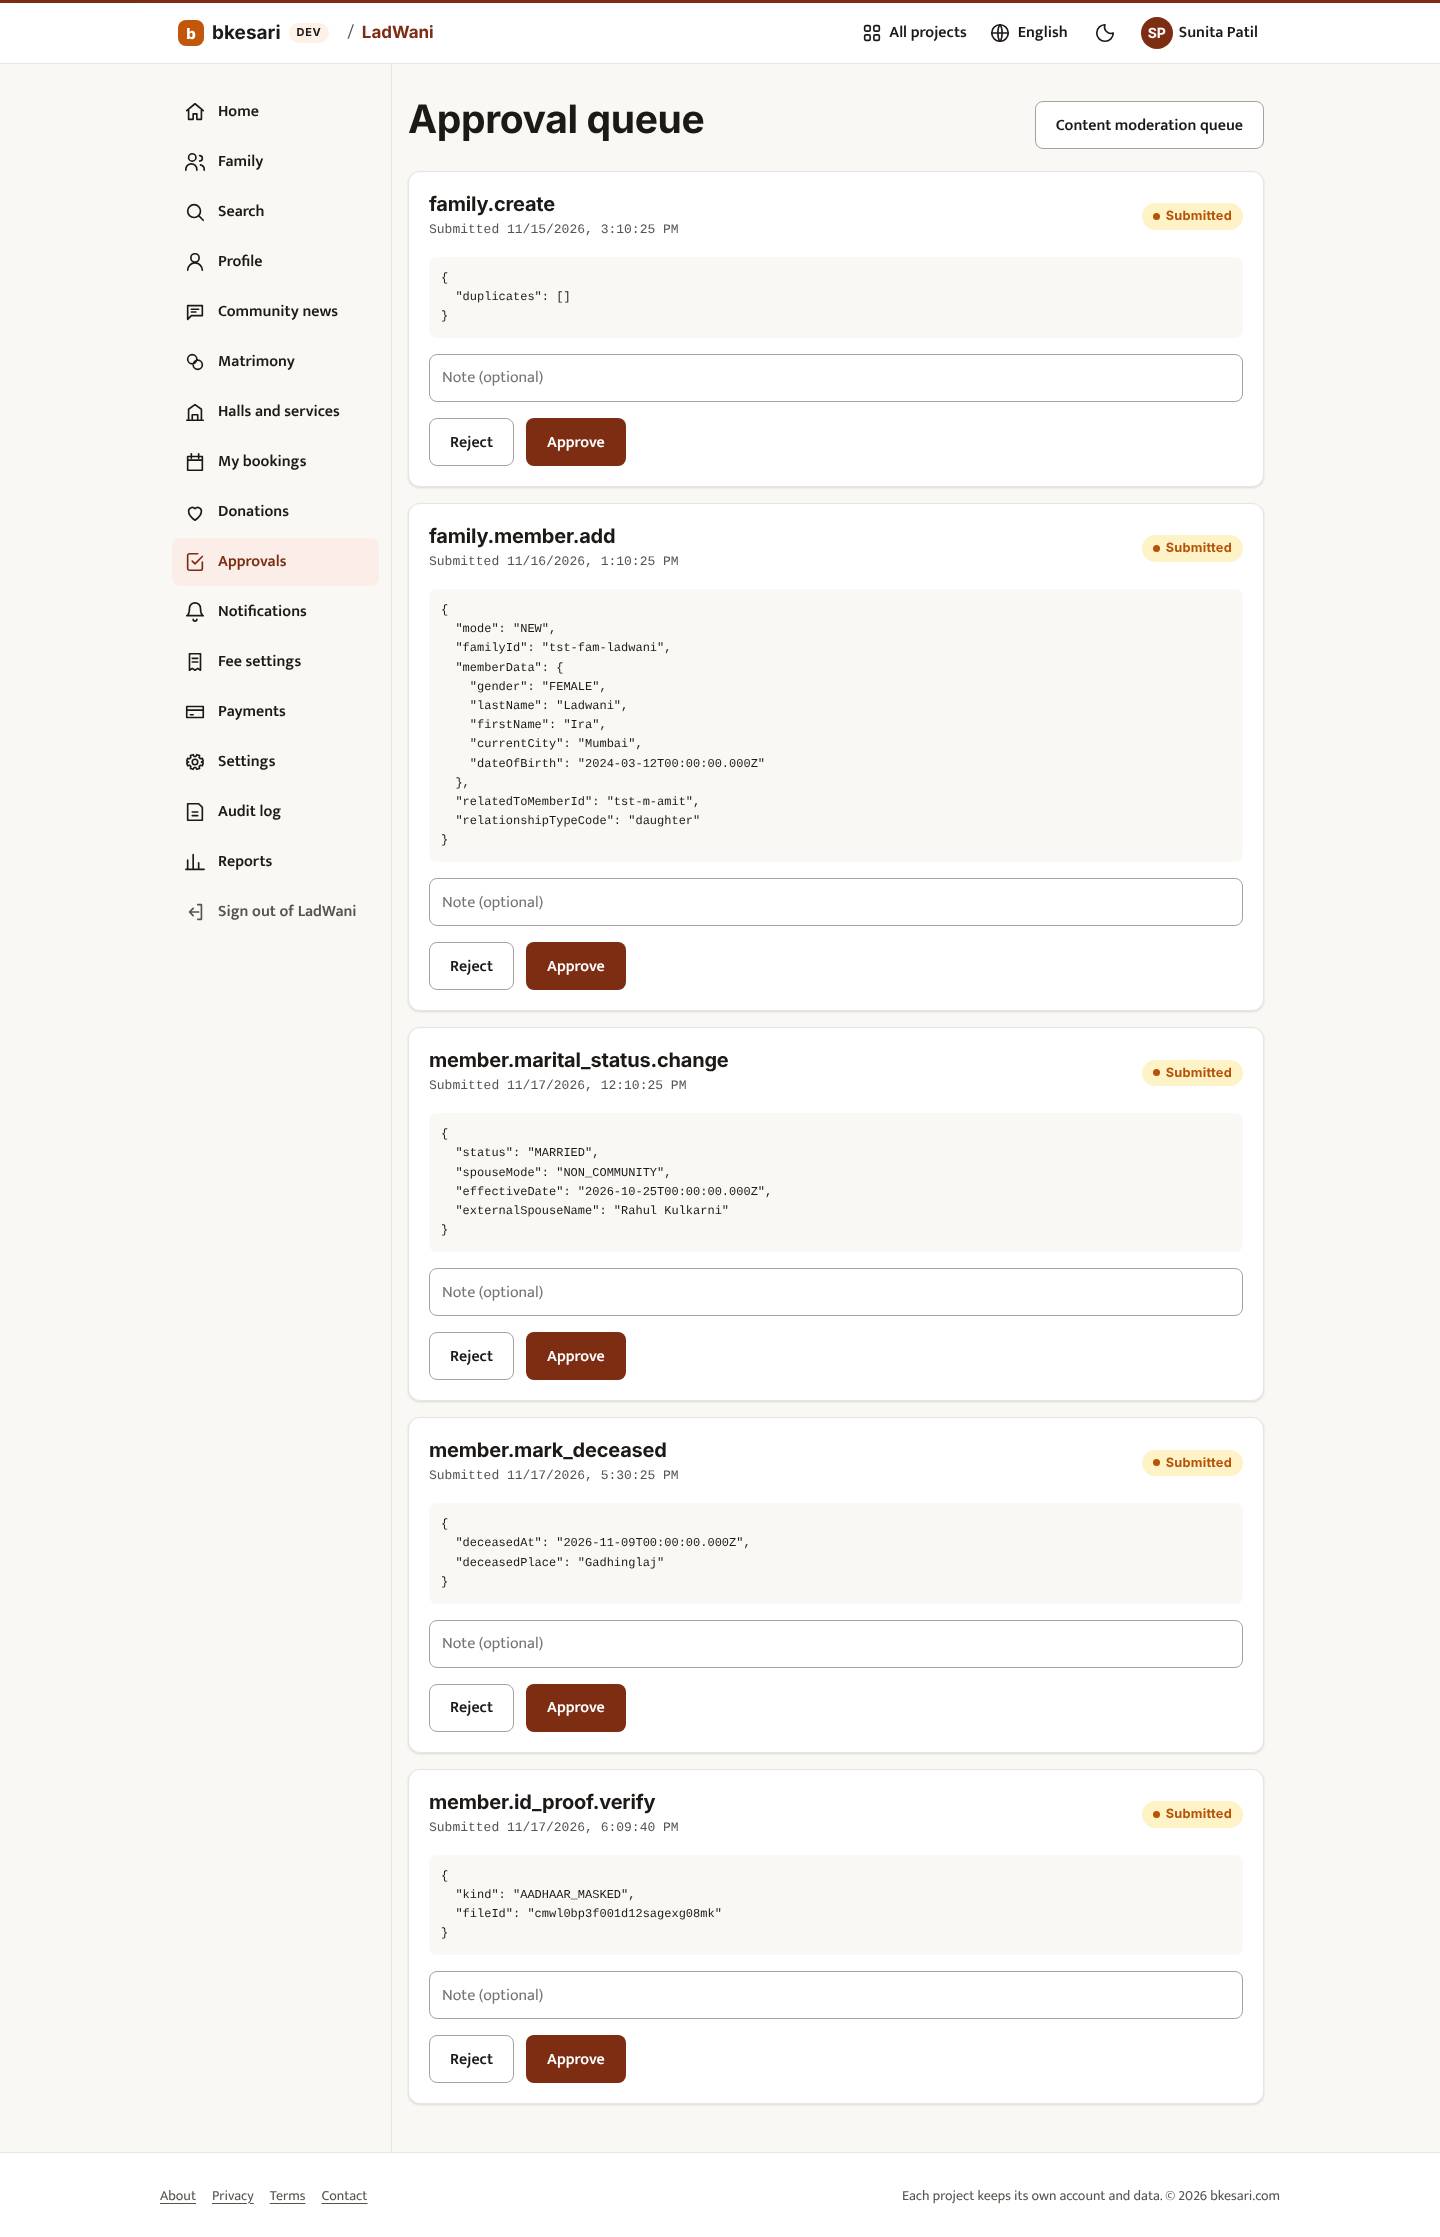 b bkesari DEV / LadWani
All projects
English
SP Sunita Patil
Home
Family
Search
Profile
Community news
Matrimony
Halls and services
My bookings
Donations
Approvals
Notifications
Fee settings
Payments
Settings
Audit log
Reports
Sign out of LadWani
Approval queue
Content moderation queue
family.create
Submitted 11/15/2026, 3:10:25 PM
Submitted
{
  "duplicates": []
}
Note (optional)
Reject
Approve
family.member.add
Submitted 11/16/2026, 1:10:25 PM
Submitted
{
  "mode": "NEW",
  "familyId": "tst-fam-ladwani",
  "memberData": {
    "gender": "FEMALE",
    "lastName": "Ladwani",
    "firstName": "Ira",
    "currentCity": "Mumbai",
    "dateOfBirth": "2024-03-12T00:00:00.000Z"
  },
  "relatedToMemberId": "tst-m-amit",
  "relationshipTypeCode": "daughter"
}
Note (optional)
Reject
Approve
member.marital_status.change
Submitted 11/17/2026, 12:10:25 PM
Submitted
{
  "status": "MARRIED",
  "spouseMode": "NON_COMMUNITY",
  "effectiveDate": "2026-10-25T00:00:00.000Z",
  "externalSpouseName": "Rahul Kulkarni"
}
Note (optional)
Reject
Approve
member.mark_deceased
Submitted 11/17/2026, 5:30:25 PM
Submitted
{
  "deceasedAt": "2026-11-09T00:00:00.000Z",
  "deceasedPlace": "Gadhinglaj"
}
Note (optional)
Reject
Approve
member.id_proof.verify
Submitted 11/17/2026, 6:09:40 PM
Submitted
{
  "kind": "AADHAAR_MASKED",
  "fileId": "cmwl0bp3f001d12sagexg08mk"
}
Note (optional)
Reject
Approve
About
Privacy
Terms
Contact
Each project keeps its own account and data. © 2026 bkesari.com